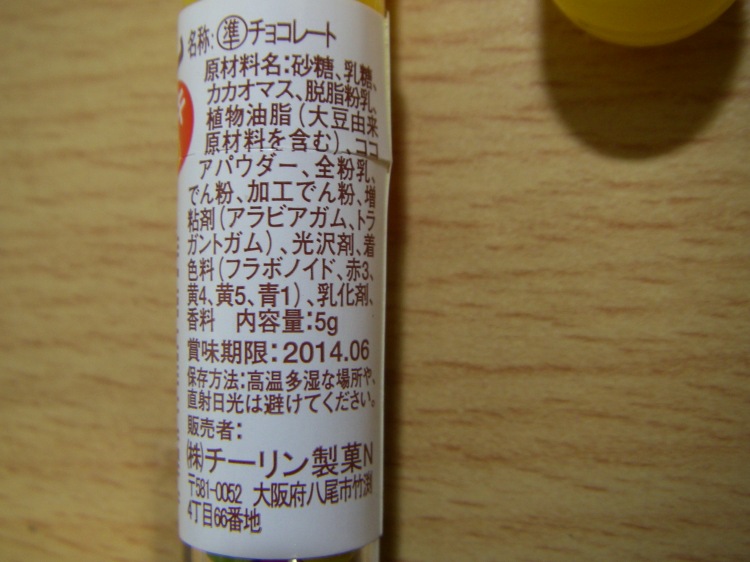 名称:㊟準チョコレート
原材料名:砂糖、乳糖、
カカオマス、脱脂粉乳、
植物油脂(大豆由来
原材料を含む)、ココ
アパウダー、全粉乳、
でん粉、加工でん粉、増
粘剤(アラビアガム、トラ
ガントガム)、光沢剤、着
色料(フラボノイド、赤3、
黄4、黄5、青1)、乳化剤、
香料 内容量:5g
賞味期限:2014.06
保存方法:高温多湿な場所や、
直射日光は避けてください。
販売者:
(株)チーリン製菓N
〒581-0052 大阪府八尾市竹渕
4丁目66番地